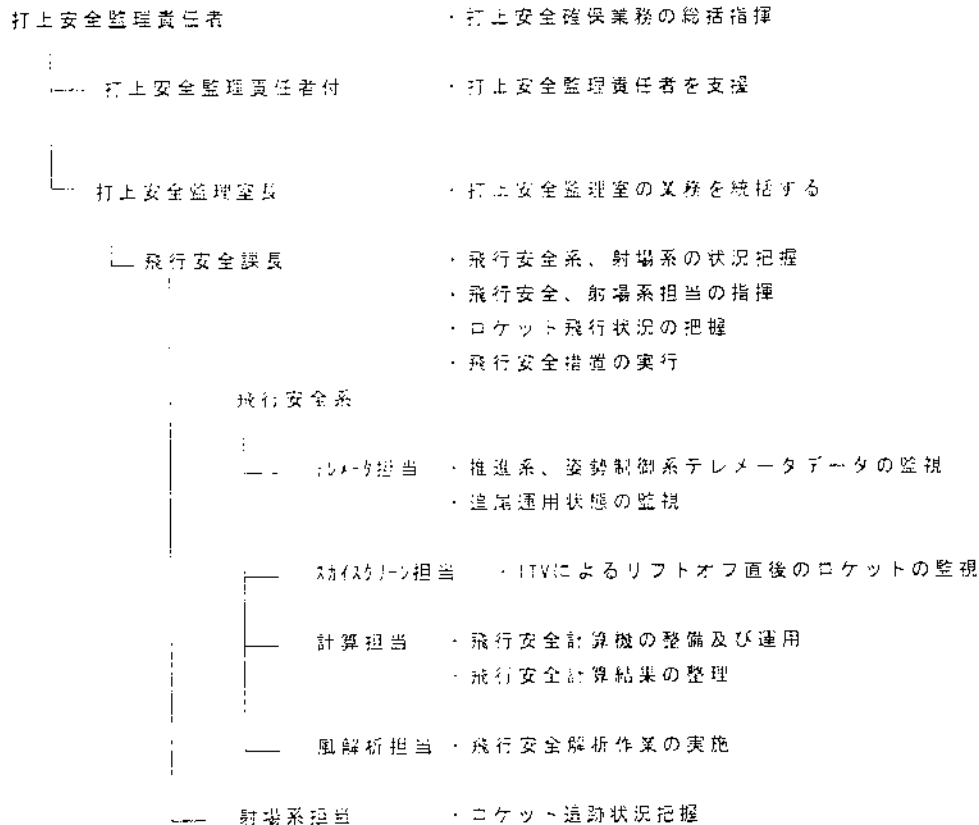 打上安全監理責任者 ・打上安全確保業務の総括指揮
打上安全監理責任者付 ・打上安全監理責任者を支援
打上安全監理室長 ・打上安全監理室の業務を統括する
飛行安全課長 ・飛行安全系、射場系の状況把握
・飛行安全、射場系担当の指揮
・ロケット飛行状況の把握
・飛行安全措置の実行
飛行安全系
テレメータ担当 ・推進系、姿勢制御系テレメータデータの監視
・追尾運用状態の監視
スカイスクリーン担当 ・ITVによるリフトオフ直後のロケットの監視
計算担当 ・飛行安全計算機の整備及び運用
・飛行安全計算結果の整理
風解析担当 ・飛行安全解析作業の実施
射場系担当 ・ロケット追跡状況把握